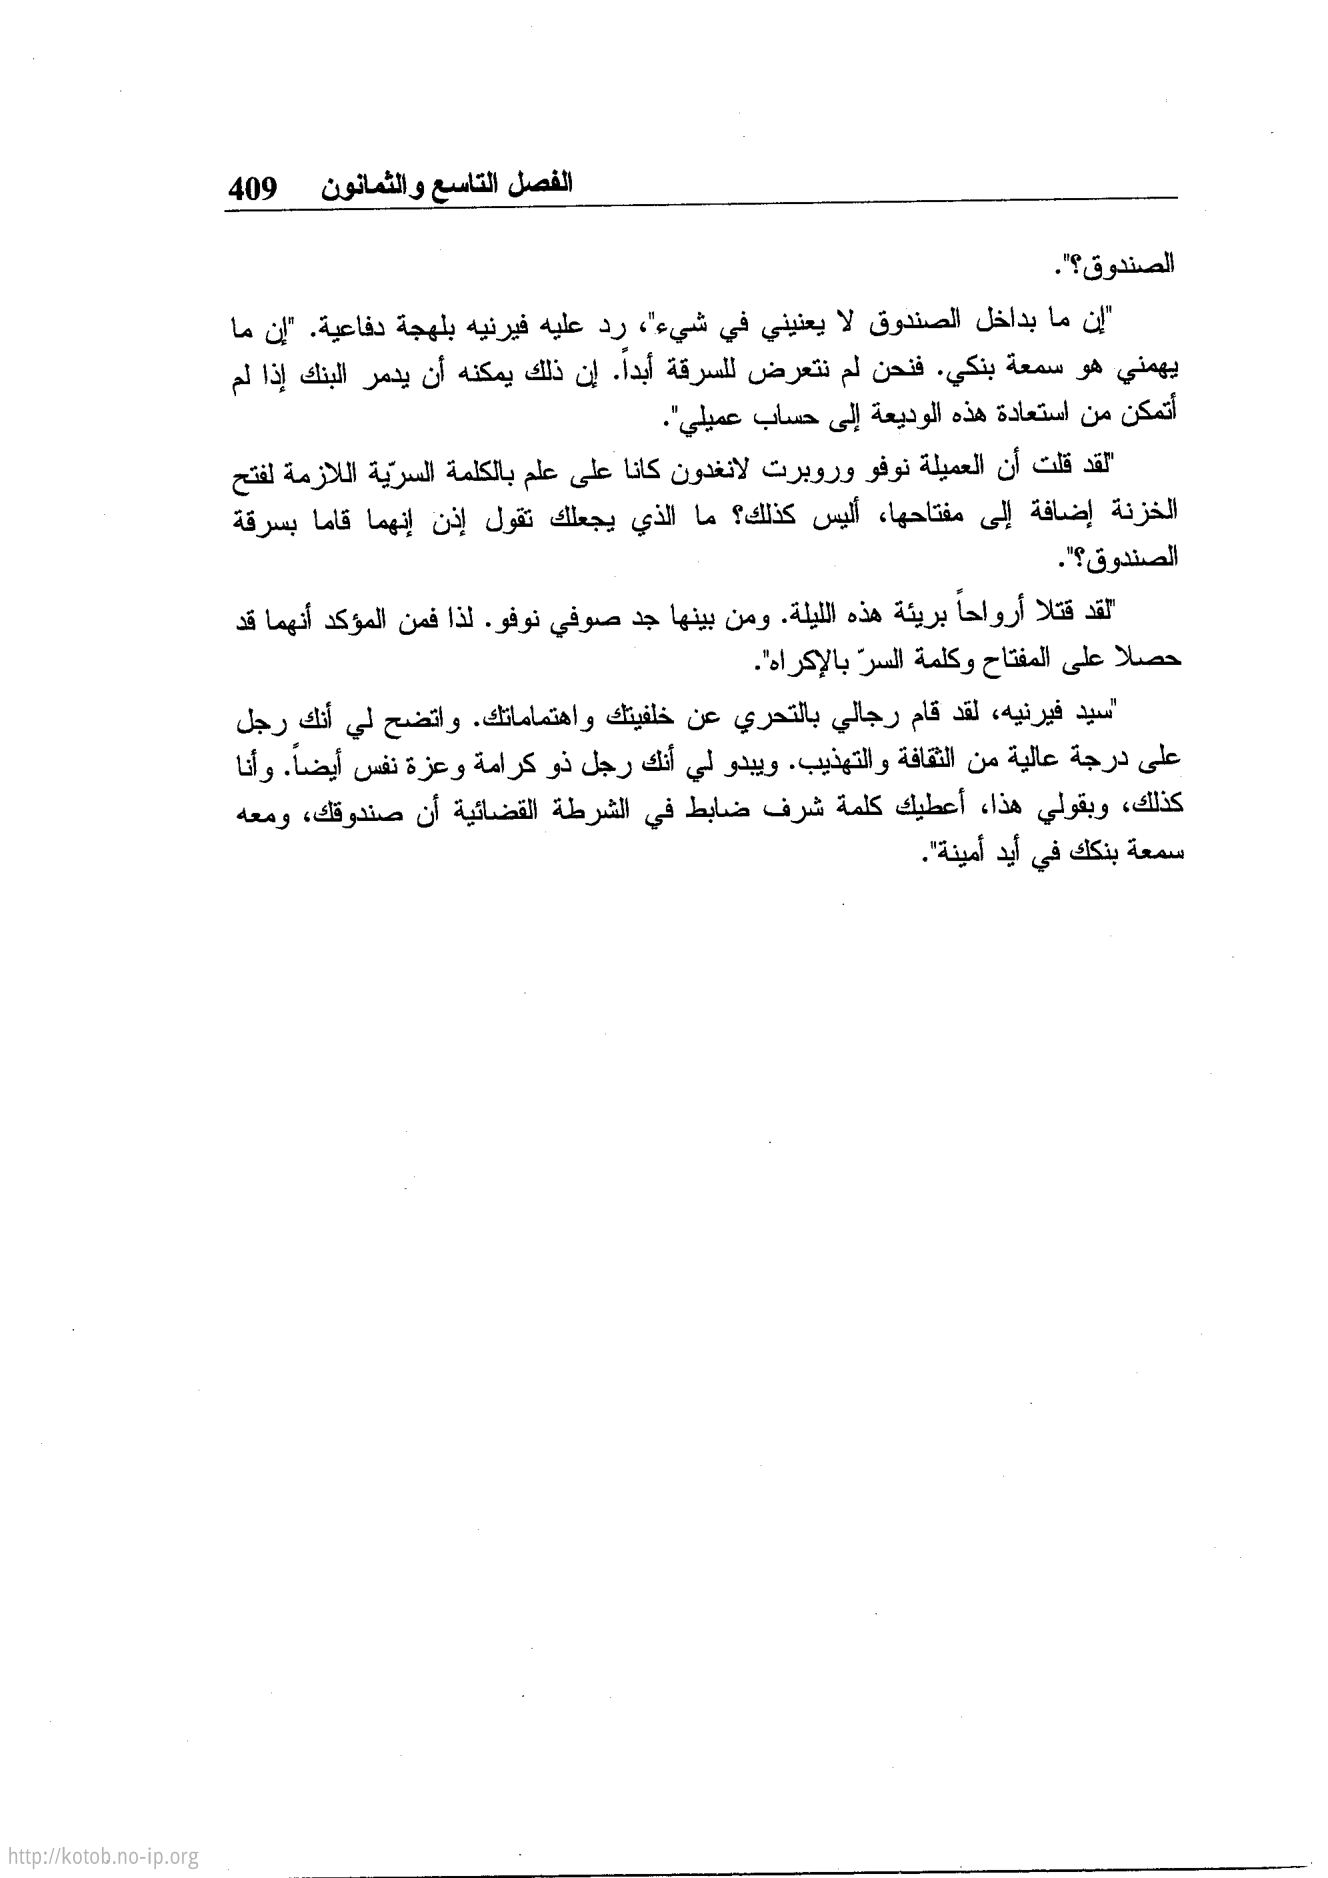 الفصل التاسع والثمانون 409
الصندوق؟".
"إن ما بداخل الصندوق لا يعنيني في شيء"، رد عليه فيرنيه بلهجة دفاعية. "إن ما
يهمني هو سمعة بنكي. فنحن لم نتعرض للسرقة أبداً. إن ذلك يمكنه أن يدمر البنك إذا لم
أتمكن من استعادة هذه الوديعة إلى حساب عميلي".
"لقد قلت أن العميلة نوفو وروبرت لانغدون كانا على علم بالكلمة السريّة اللازمة لفتح
الخزنة إضافة إلى مفتاحها، أليس كذلك؟ ما الذي يجعلك تقول إذن إنهما قاما بسرقة
الصندوق؟".
"لقد قتلا أرواحاً بريئة هذه الليلة. ومن بينها جد صوفي نوفو. لذا فمن المؤكد أنهما قد
حصلا على المفتاح وكلمة السرّ بالإكراه".
"سيد فيرنيه، لقد قام رجالي بالتحري عن خلفيتك واهتماماتك. واتضح لي أنك رجل
على درجة عالية من الثقافة والتهذيب. ويبدو لي أنك رجل ذو كرامة وعزة نفس أيضاً. وأنا
كذلك، وبقولي هذا، أعطيك كلمة شرف ضابط في الشرطة القضائية أن صندوقك، ومعه
سمعة بنكك في أيد أمينة".
http://kotob.no-ip.org